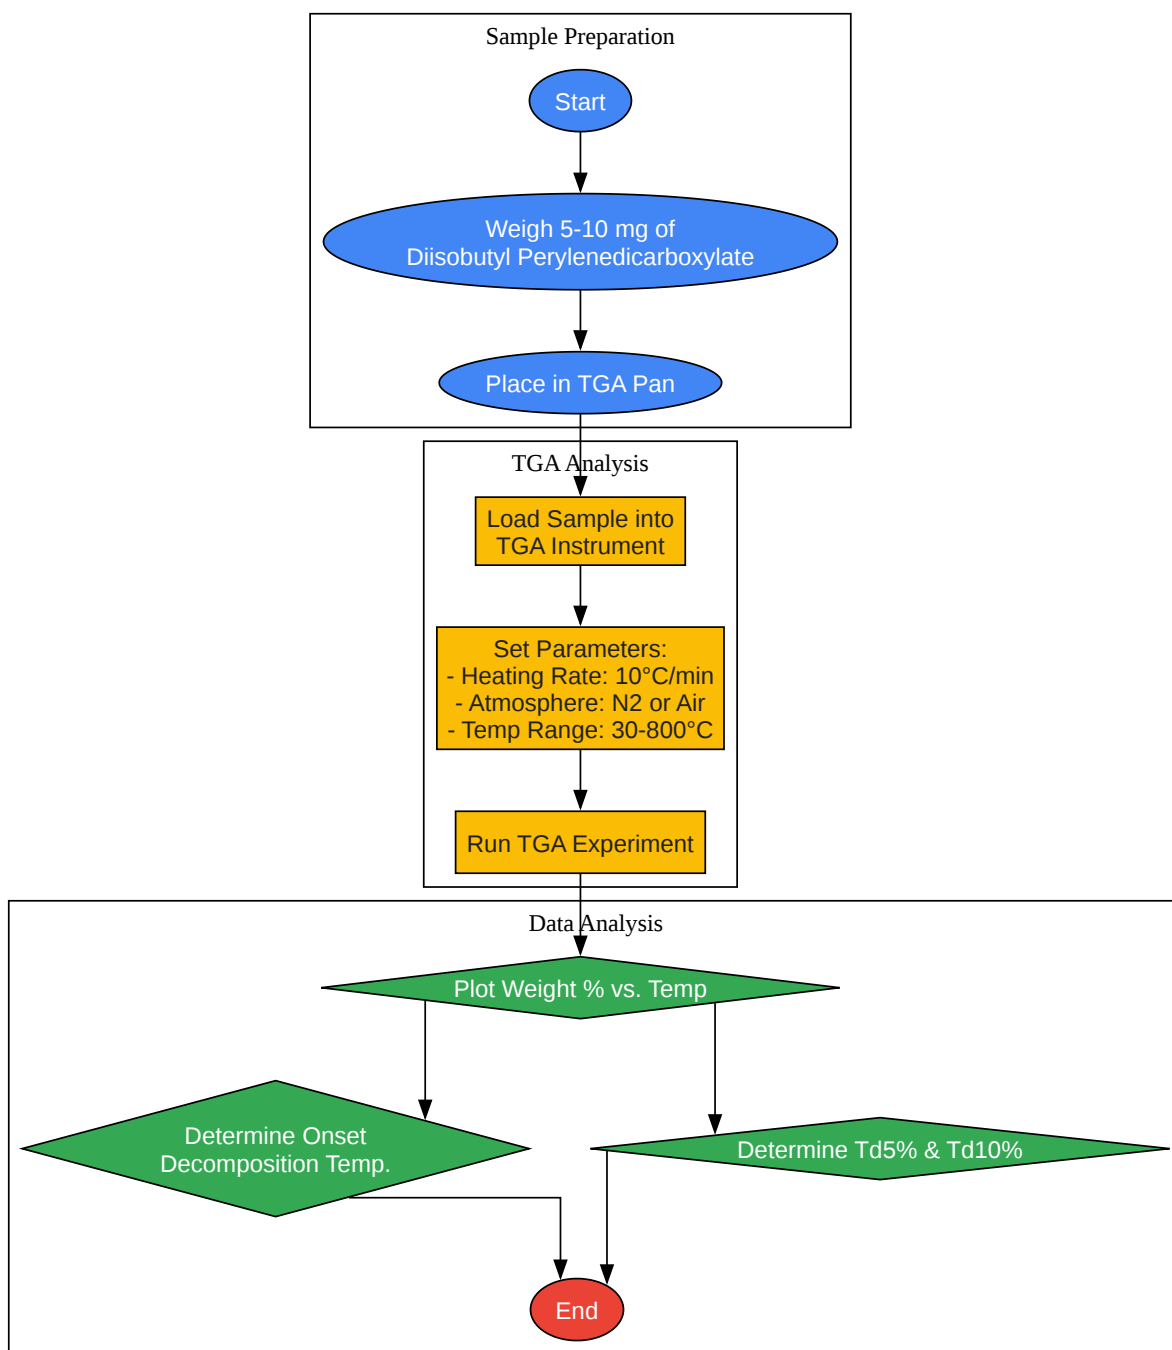 Sample Preparation
Start
Weigh 5-10 mg of
Diisobutyl Perylenedicarboxylate
Place in TGA Pan
TGA Analysis
Load Sample into
TGA Instrument
Set Parameters:
- Heating Rate: 10°C/min
- Atmosphere: N2 or Air
- Temp Range: 30-800°C
Run TGA Experiment
Data Analysis
Plot Weight % vs. Temp
Determine Onset
Decomposition Temp.
Determine Td5% & Td10%
End